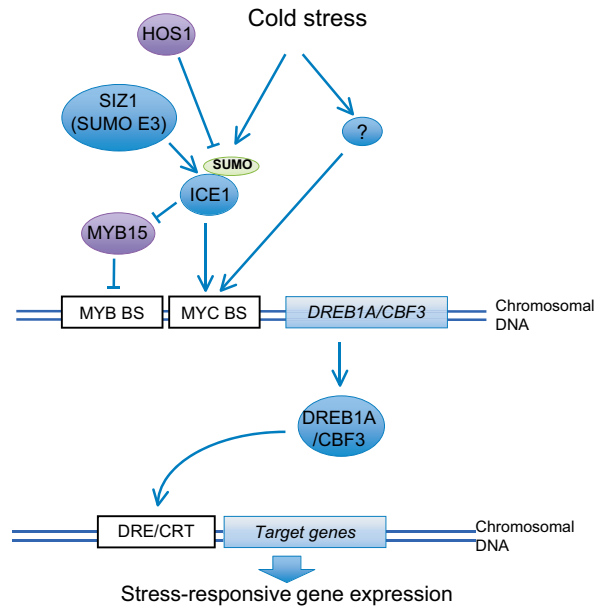 Cold stress
HOS1
SIZ1
(SUMO E3)
?
SUMO
ICE1
MYB15
MYB BS
MYC BS
DREB1A/CBF3
Chromosomal
DNA
DREB1A
/CBF3
DRE/CRT
Target genes
Chromosomal
DNA
Stress-responsive gene expression